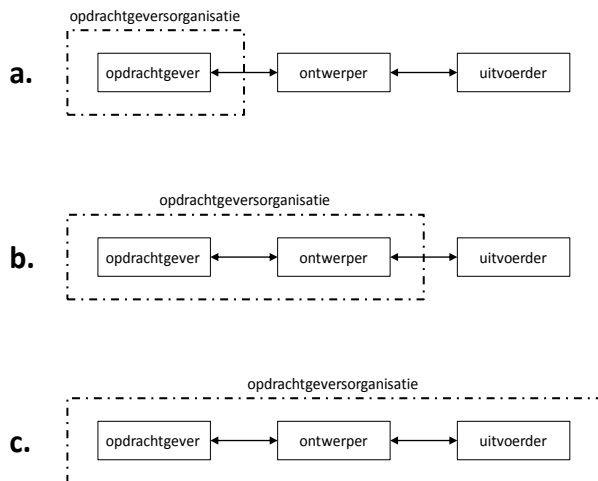 opdrachtgeversorganisatie
a.
opdrachtgever
ontwerper
uitvoerder
opdrachtgeversorganisatie
b.
opdrachtgever
ontwerper
uitvoerder
opdrachtgeversorganisatie
c.
opdrachtgever
ontwerper
uitvoerder